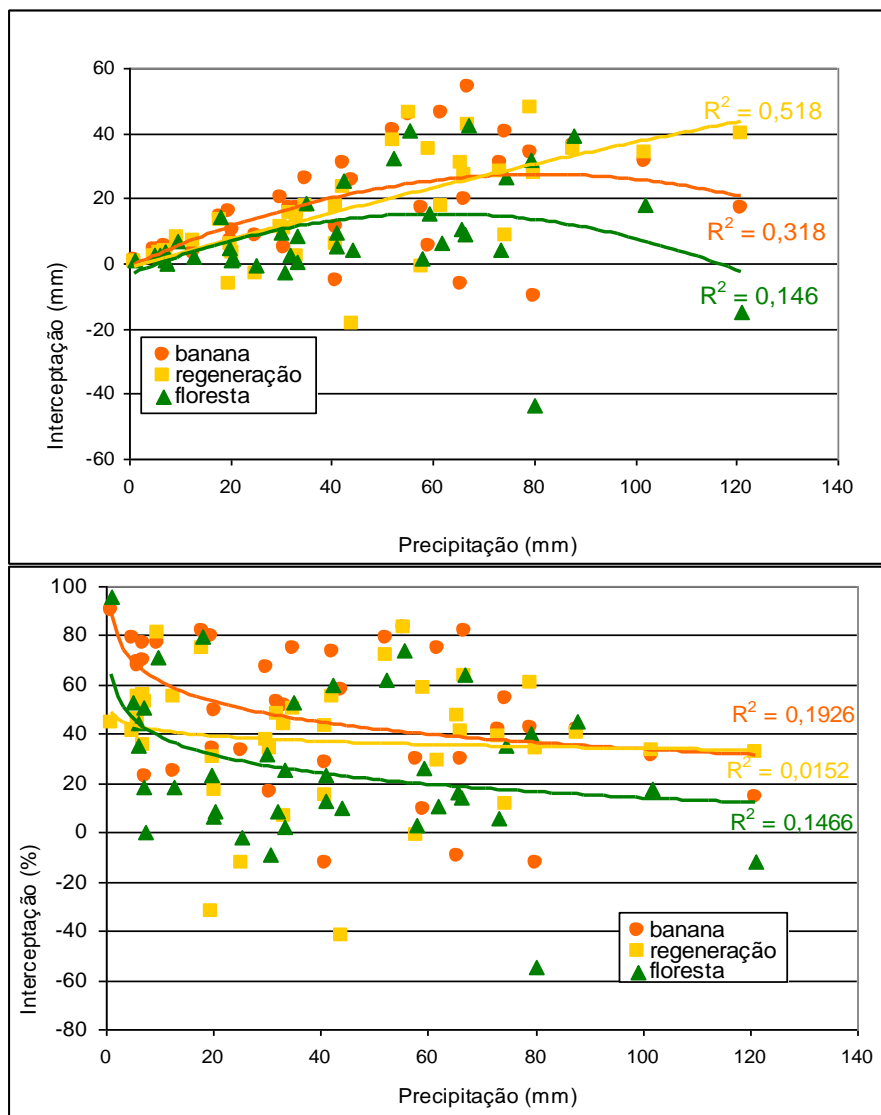 60
40
20
0
-20
-40
-60
Interceptação (mm)
R² = 0,518
R² = 0,318
R² = 0,146
banana
regeneração
floresta
0 20 40 60 80 100 120 140
Precipitação (mm)
100
80
60
40
20
0
-20
-40
-60
-80
Interceptação (%)
R² = 0,1926
R² = 0,0152
R² = 0,1466
banana
regeneração
floresta
0 20 40 60 80 100 120 140
Precipitação (mm)